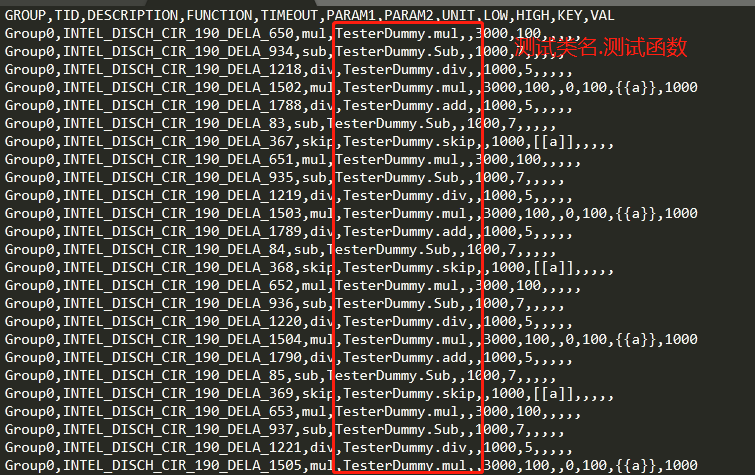 GROUP,TID,DESCRIPTION,FUNCTION,TIMEOUT,PARAM1,PARAM2,UNIT,LOW,HIGH,KEY,VAL
Group0,INTEL_DISCH_CIR_190_DELA_650,mul,TesterDummy.mul,,3000,100,,,,,
测试类名.测试函数
Group0,INTEL_DISCH_CIR_190_DELA_934,sub,TesterDummy.Sub,,1000,7,,,,,
Group0,INTEL_DISCH_CIR_190_DELA_1218,div,TesterDummy.div,,1000,5,,,,,
Group0,INTEL_DISCH_CIR_190_DELA_1502,mul,TesterDummy.mul,,3000,100,,0,100,{{a}},1000
Group0,INTEL_DISCH_CIR_190_DELA_1788,div,TesterDummy.add,,1000,5,,,,,
Group0,INTEL_DISCH_CIR_190_DELA_83,sub,TesterDummy.Sub,,1000,7,,,,,
Group0,INTEL_DISCH_CIR_190_DELA_367,skip,TesterDummy.skip,,1000,[[a]],,,,,
Group0,INTEL_DISCH_CIR_190_DELA_651,mul,TesterDummy.mul,,3000,100,,,,,
Group0,INTEL_DISCH_CIR_190_DELA_935,sub,TesterDummy.Sub,,1000,7,,,,,
Group0,INTEL_DISCH_CIR_190_DELA_1219,div,TesterDummy.div,,1000,5,,,,,
Group0,INTEL_DISCH_CIR_190_DELA_1503,mul,TesterDummy.mul,,3000,100,,0,100,{{a}},1000
Group0,INTEL_DISCH_CIR_190_DELA_1789,div,TesterDummy.add,,1000,5,,,,,
Group0,INTEL_DISCH_CIR_190_DELA_84,sub,TesterDummy.Sub,,1000,7,,,,,
Group0,INTEL_DISCH_CIR_190_DELA_368,skip,TesterDummy.skip,,1000,[[a]],,,,,
Group0,INTEL_DISCH_CIR_190_DELA_652,mul,TesterDummy.mul,,3000,100,,,,,
Group0,INTEL_DISCH_CIR_190_DELA_936,sub,TesterDummy.Sub,,1000,7,,,,,
Group0,INTEL_DISCH_CIR_190_DELA_1220,div,TesterDummy.div,,1000,5,,,,,
Group0,INTEL_DISCH_CIR_190_DELA_1504,mul,TesterDummy.mul,,3000,100,,0,100,{{a}},1000
Group0,INTEL_DISCH_CIR_190_DELA_1790,div,TesterDummy.add,,1000,5,,,,,
Group0,INTEL_DISCH_CIR_190_DELA_85,sub,TesterDummy.Sub,,1000,7,,,,,
Group0,INTEL_DISCH_CIR_190_DELA_369,skip,TesterDummy.skip,,1000,[[a]],,,,,
Group0,INTEL_DISCH_CIR_190_DELA_653,mul,TesterDummy.mul,,3000,100,,,,,
Group0,INTEL_DISCH_CIR_190_DELA_937,sub,TesterDummy.Sub,,1000,7,,,,,
Group0,INTEL_DISCH_CIR_190_DELA_1221,div,TesterDummy.div,,1000,5,,,,,
Group0,INTEL_DISCH_CIR_190_DELA_1505,mul,TesterDummy.mul,,3000,100,,0,100,{{a}},1000